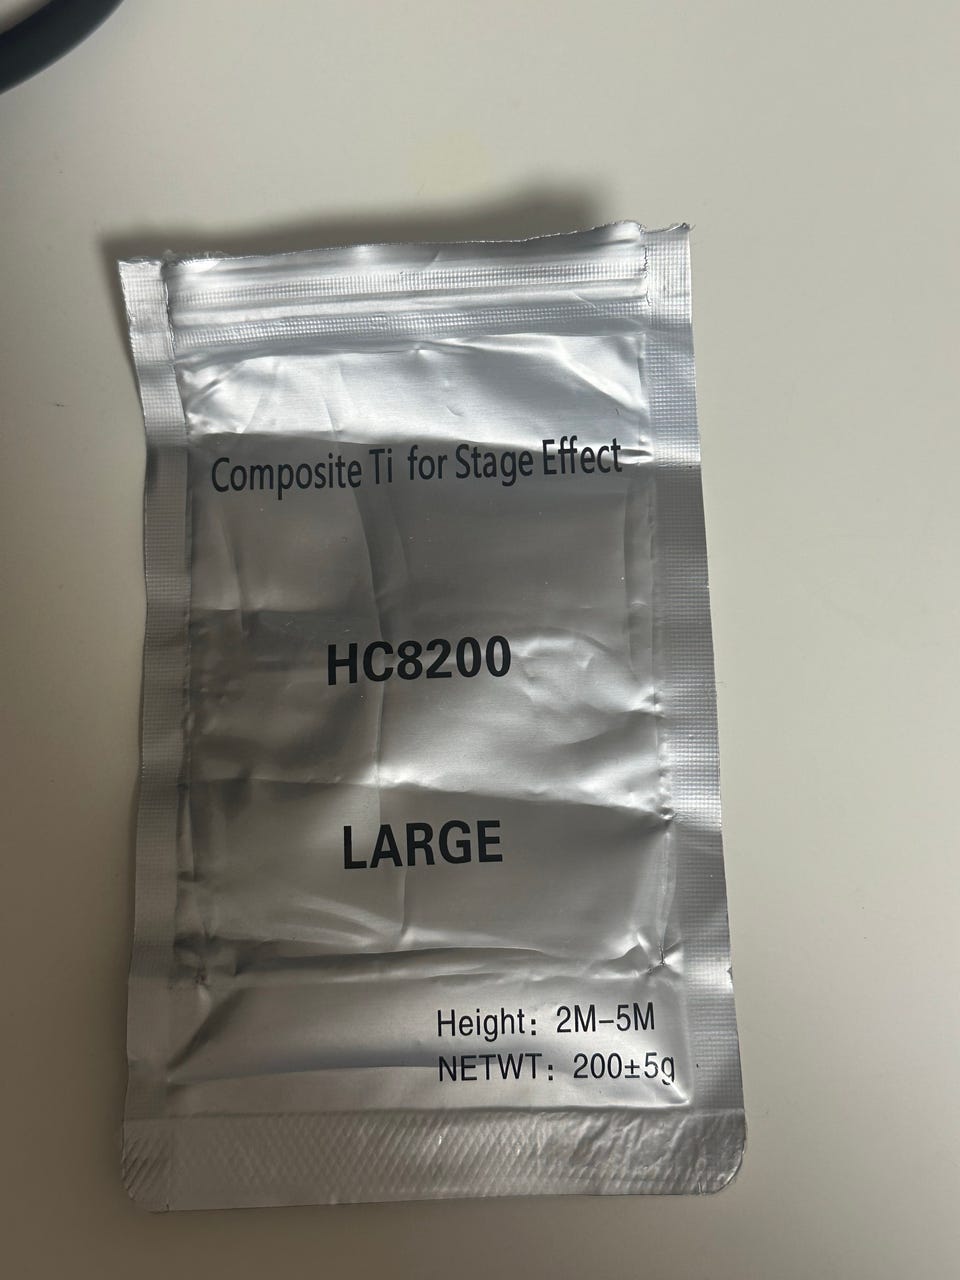 Composite Ti for Stage Effect
HC8200
LARGE
Height: 2M-5M
NETWT: 200±5g